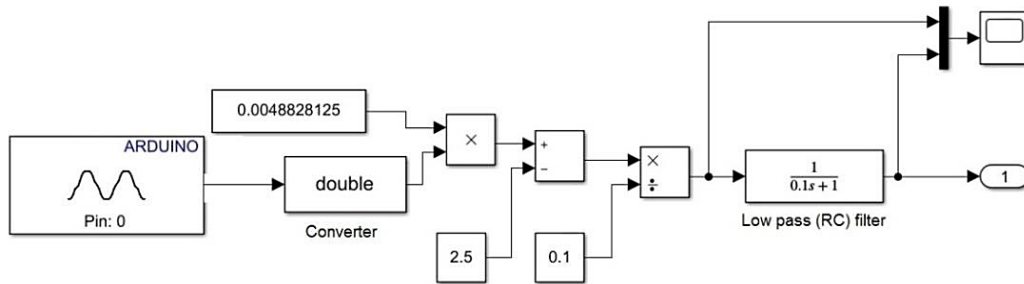 ARDUINO
Pin: 0
0.0048828125
double
Converter
×
+
−
2.5
×
÷
0.1
1
0.1s + 1
Low pass (RC) filter
1